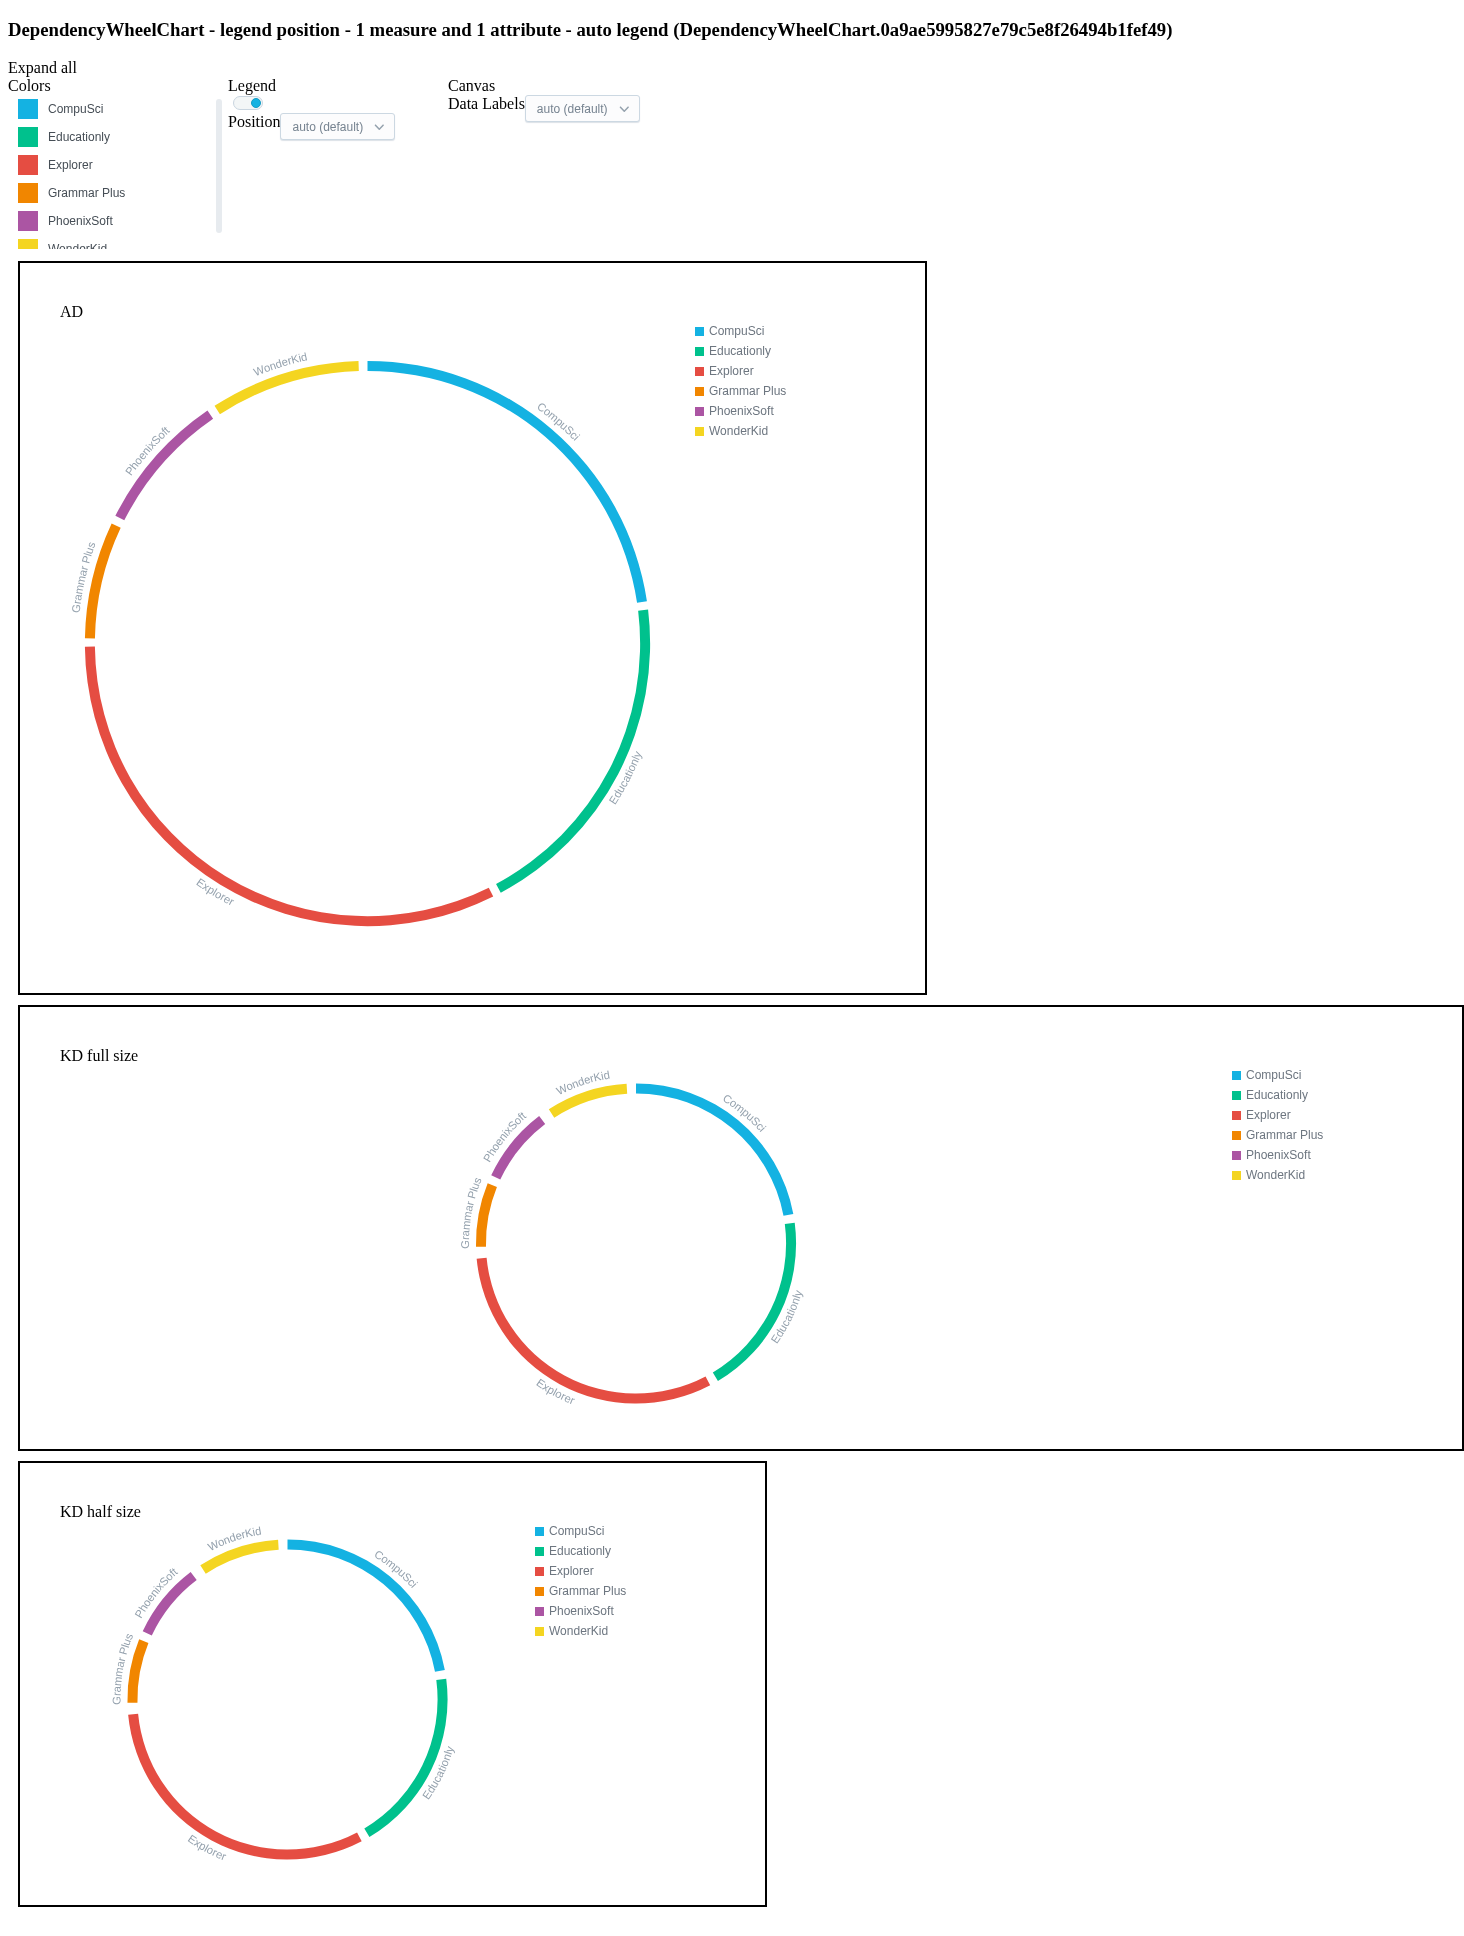 DependencyWheelChart - legend position - 1 measure and 1 attribute - auto legend (DependencyWheelChart.0a9ae5995827e79c5e8f26494b1fef49)
Expand all
Colors
CompuSci
Educationly
Explorer
Grammar Plus
PhoenixSoft
WonderKid
Legend
Position
auto (default)
Canvas
Data Labels
auto (default)
AD
WonderKid
CompuSci
PhoenixSoft
Grammar Plus
Educationly
Explorer
CompuSci
Educationly
Explorer
Grammar Plus
PhoenixSoft
WonderKid
KD full size
WonderKid
CompuSci
PhoenixSoft
Grammar Plus
Educationly
Explorer
CompuSci
Educationly
Explorer
Grammar Plus
PhoenixSoft
WonderKid
KD half size
WonderKid
CompuSci
PhoenixSoft
Grammar Plus
Educationly
Explorer
CompuSci
Educationly
Explorer
Grammar Plus
PhoenixSoft
WonderKid